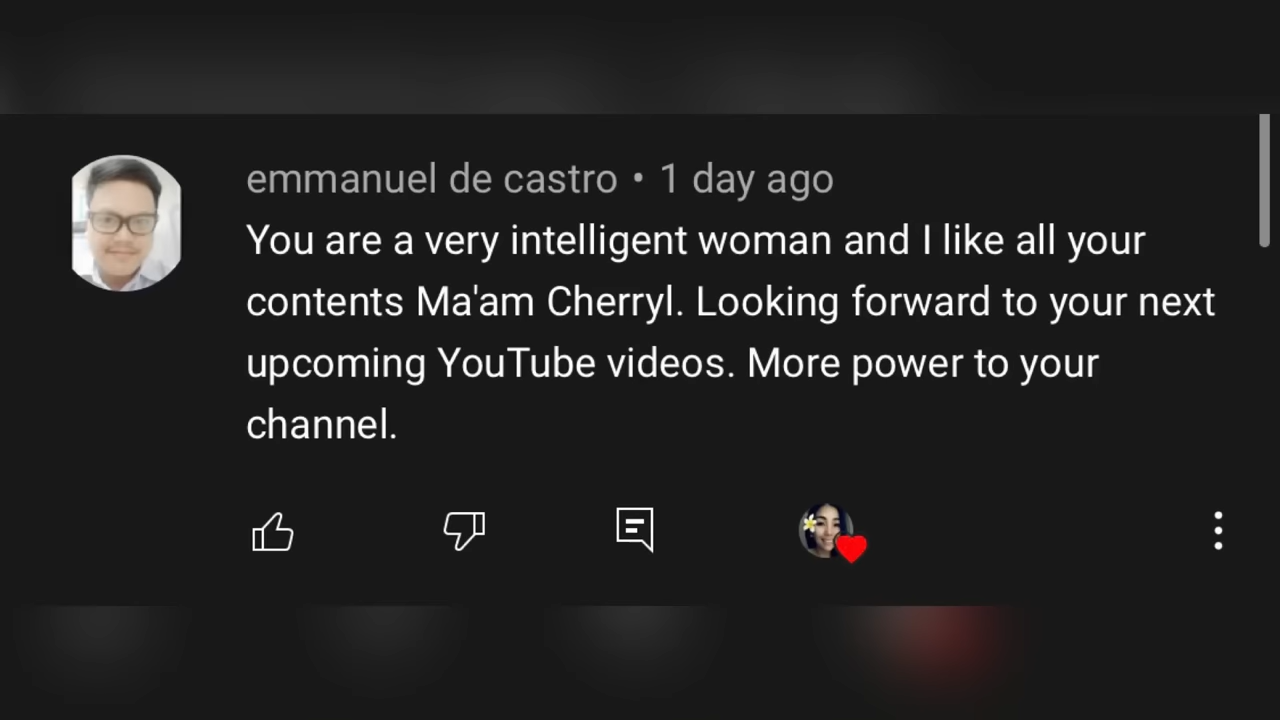 emmanuel de castro • 1 day ago
You are a very intelligent woman and I like all your
contents Ma'am Cherryl. Looking forward to your next
upcoming YouTube videos. More power to your
channel.